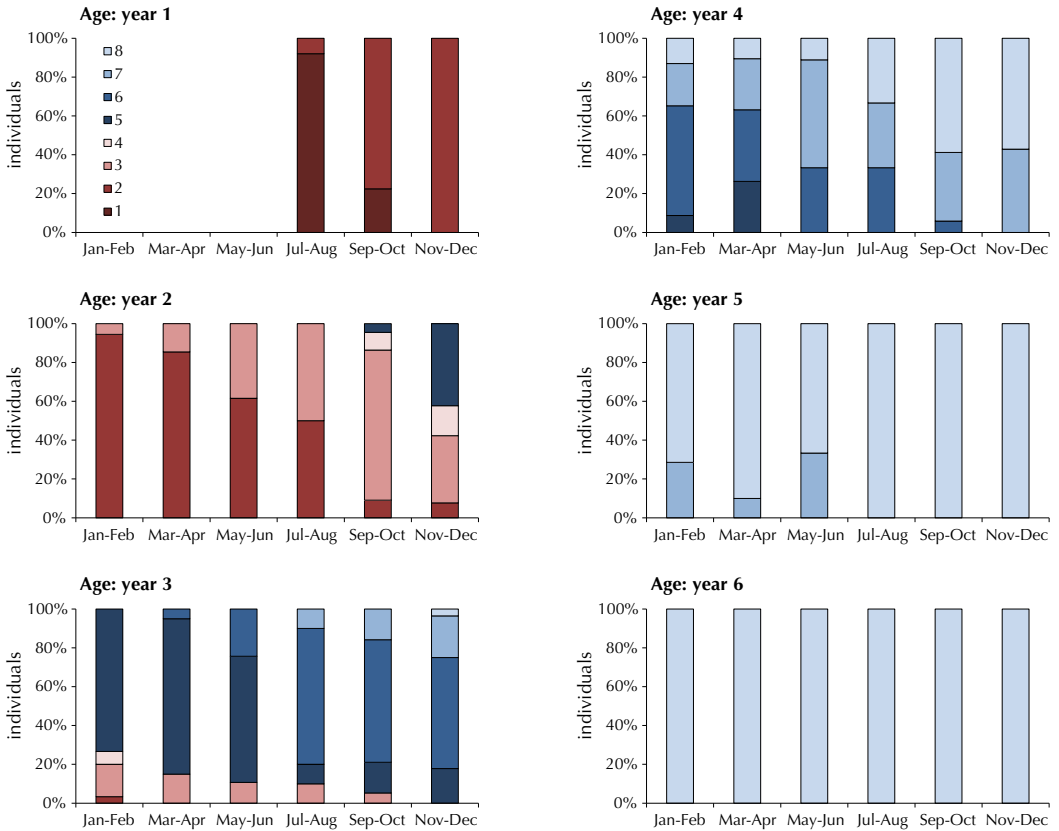 Age: year 1
100%
80%
60%
40%
20%
0%
individuals
8
7
6
5
4
3
2
1
Jan-Feb Mar-Apr May-Jun Jul-Aug Sep-Oct Nov-Dec
Age: year 4
100%
80%
60%
40%
20%
0%
individuals
Jan-Feb Mar-Apr May-Jun Jul-Aug Sep-Oct Nov-Dec
Age: year 2
100%
80%
60%
40%
20%
0%
individuals
Jan-Feb Mar-Apr May-Jun Jul-Aug Sep-Oct Nov-Dec
Age: year 5
100%
80%
60%
40%
20%
0%
individuals
Jan-Feb Mar-Apr May-Jun Jul-Aug Sep-Oct Nov-Dec
Age: year 3
100%
80%
60%
40%
20%
0%
individuals
Jan-Feb Mar-Apr May-Jun Jul-Aug Sep-Oct Nov-Dec
Age: year 6
100%
80%
60%
40%
20%
0%
individuals
Jan-Feb Mar-Apr May-Jun Jul-Aug Sep-Oct Nov-Dec